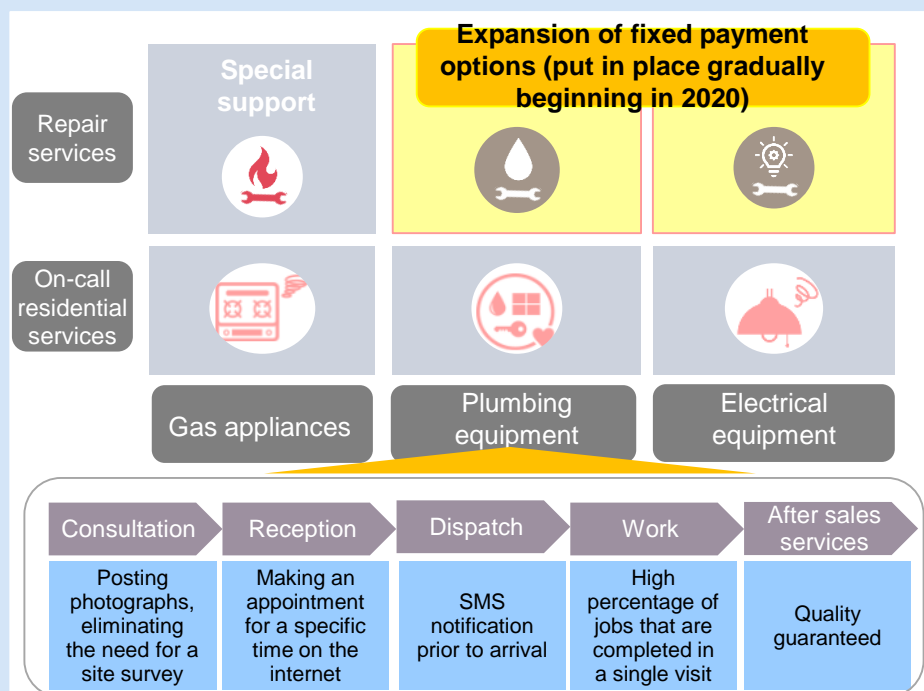 Expansion of fixed payment
options (put in place gradually
beginning in 2020)
Special
support
Repair
services
On-call
residential
services
Gas appliances
Plumbing
equipment
Electrical
equipment
Consultation
Reception
Dispatch
Work
After sales
services
Posting
photographs,
eliminating
the need for a
site survey
Making an
appointment
for a specific
time on the
internet
SMS
notification
prior to arrival
High
percentage of
jobs that are
completed in
a single visit
Quality
guaranteed